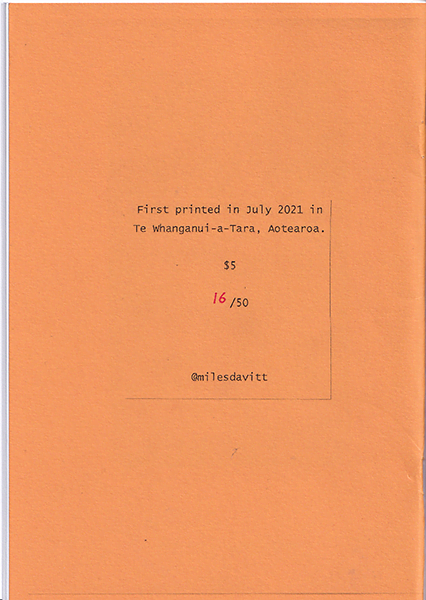 First printed in July 2021 in
Te Whanganui-a-Tara, Aotearoa.
$5
16/50
@milesdavitt